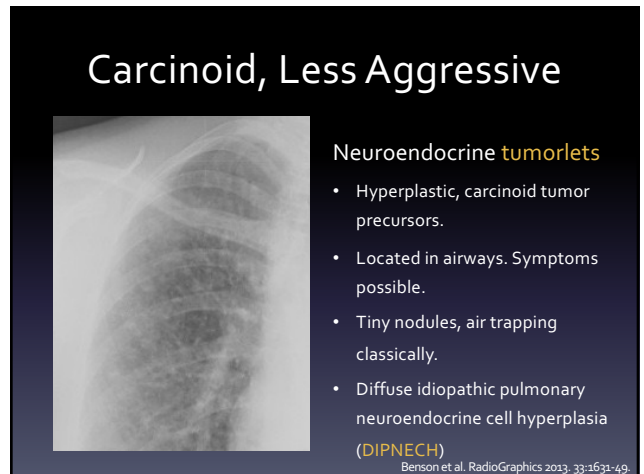 Carcinoid, Less Aggressive
Neuroendocrine tumorlets
• Hyperplastic, carcinoid tumor
precursors.
• Located in airways. Symptoms
possible.
• Tiny nodules, air trapping
classically.
• Diffuse idiopathic pulmonary
neuroendocrine cell hyperplasia
(DIPNECH)
Benson et al. RadioGraphics 2013. 33:1631-49.